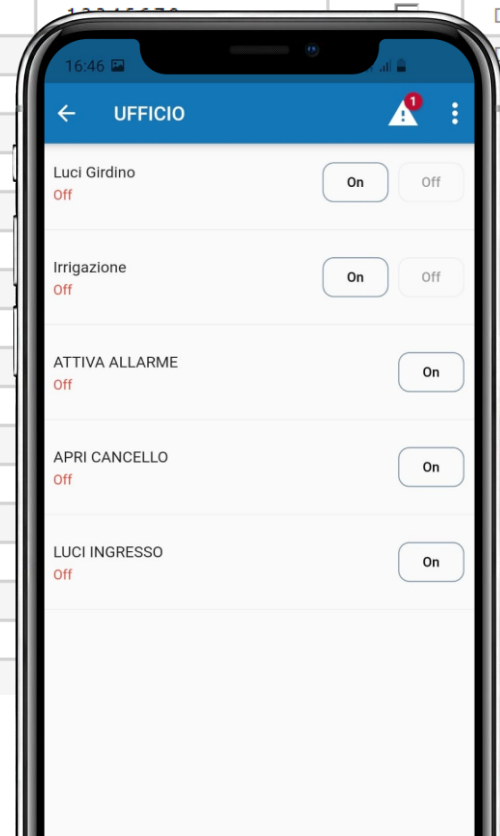 16:46
UFFICIO
1
Luci Girdino
Off
On
Off
Irrigazione
Off
On
Off
ATTIVA ALLARME
Off
On
APRI CANCELLO
Off
On
LUCI INGRESSO
Off
On